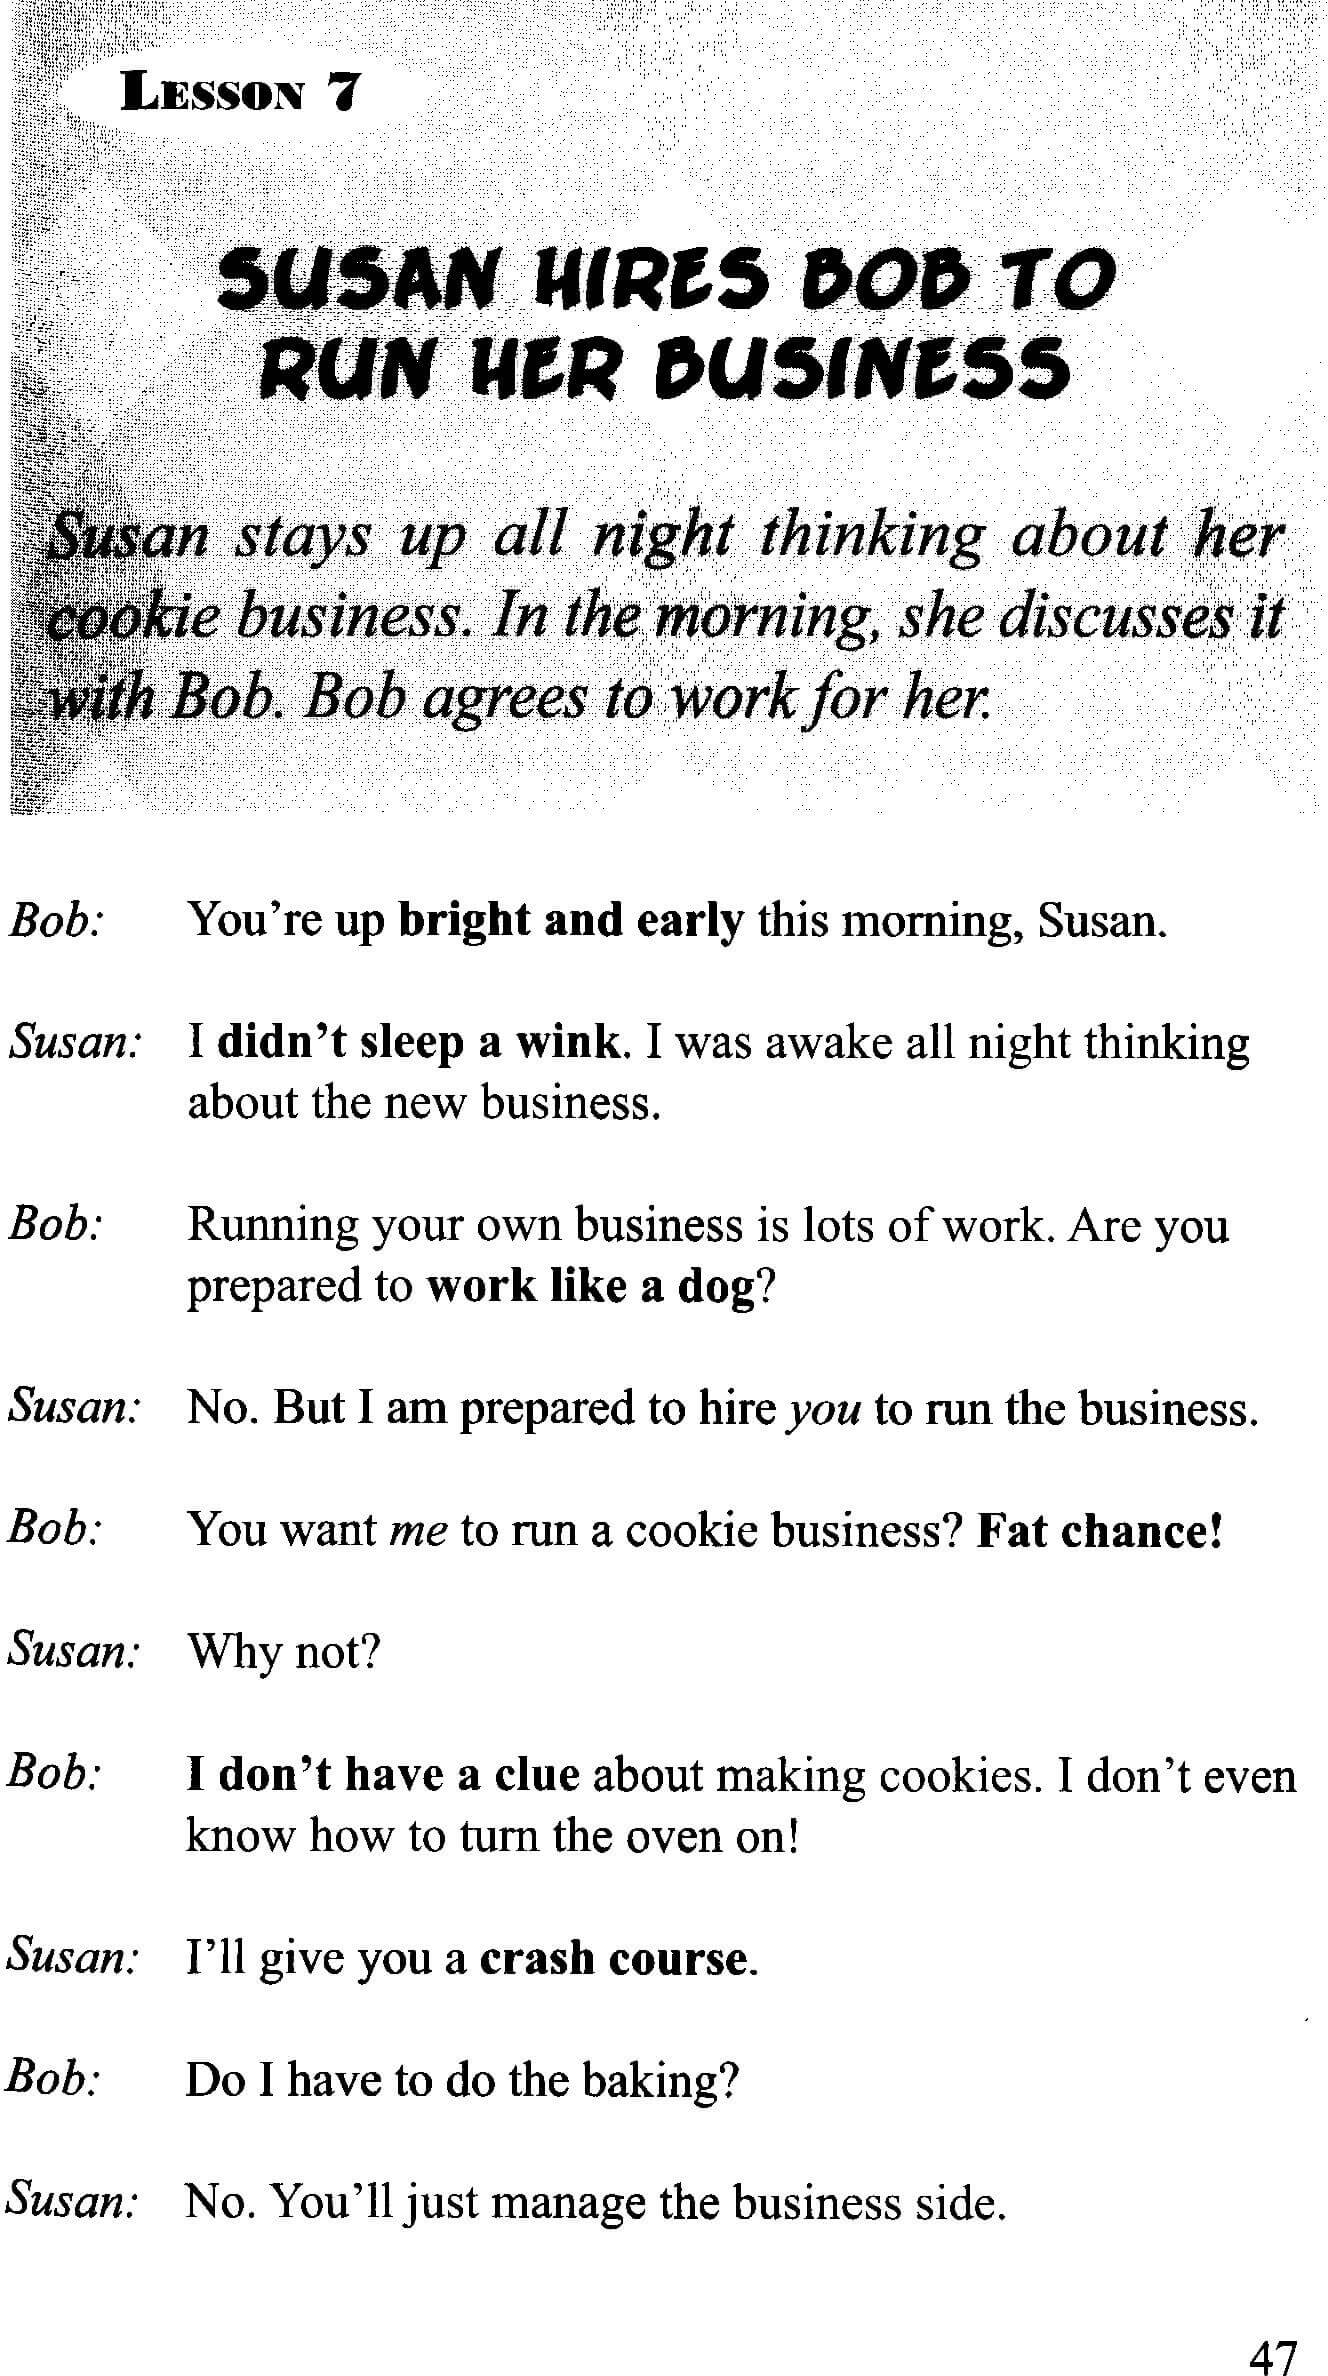 LESSON 7
SUSAN HIRES BOB TO
RUN HER BUSINESS
Susan stays up all night thinking about her
cookie business. In the morning, she discusses it
with Bob. Bob agrees to work for her.
Bob: You're up bright and early this morning, Susan.
Susan: I didn't sleep a wink. I was awake all night thinking
about the new business.
Bob: Running your own business is lots of work. Are you
prepared to work like a dog?
Susan: No. But I am prepared to hire you to run the business.
Bob: You want me to run a cookie business? Fat chance!
Susan: Why not?
Bob: I don't have a clue about making cookies. I don't even
know how to turn the oven on!
Susan: I'll give you a crash course.
Bob: Do I have to do the baking?
Susan: No. You'll just manage the business side.
47